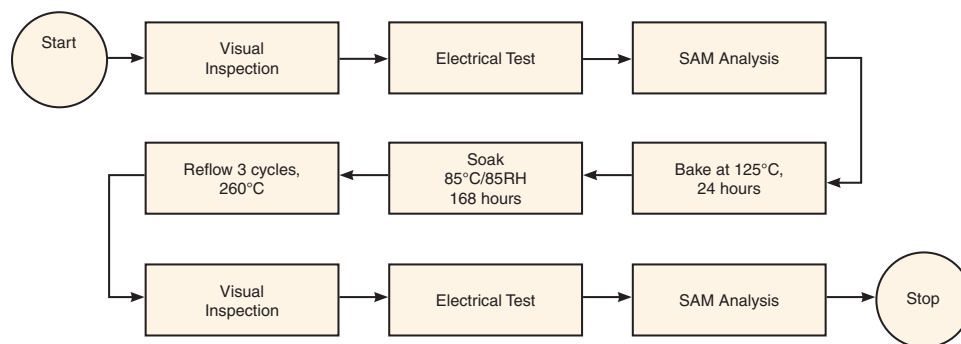 Start
Visual
Inspection
Electrical Test
SAM Analysis
Bake at 125°C,
24 hours
Soak
85°C/85RH
168 hours
Reflow 3 cycles,
260°C
Visual
Inspection
Electrical Test
SAM Analysis
Stop